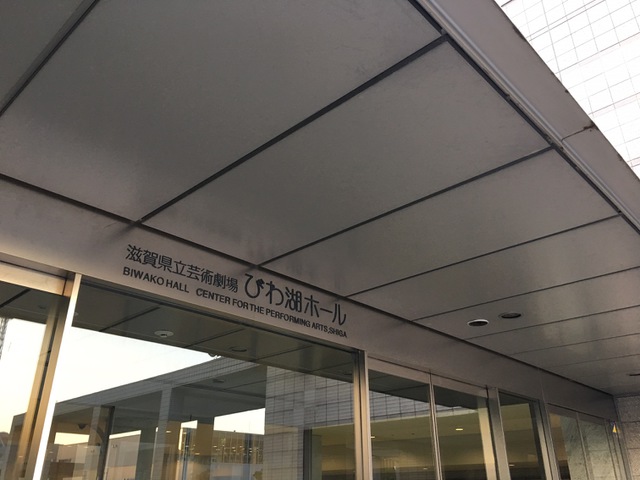 滋賀県立芸術劇場 びわ湖ホール
BIWAKO HALL CENTER FOR THE PERFORMING ARTS, SHIGA